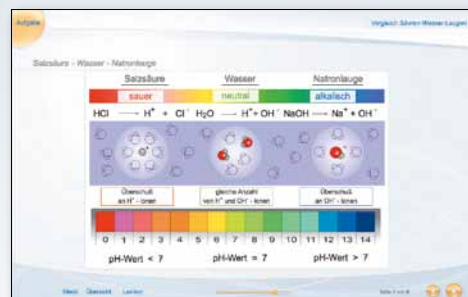 Aufgabe
Vergleich Säuren-Wasser-Laugen
Salzsäure - Wasser - Natronlauge
Salzsäure Wasser Natronlauge
sauer neutral alkalisch
HCl → H⁺ + Cl⁻ H₂O → H⁺ + OH⁻ NaOH → Na⁺ + OH⁻
Überschuß an H⁺ - Ionen
gleiche Anzahl von H⁺ und OH⁻ - Ionen
Überschuß an OH⁻ - Ionen
0 1 2 3 4 5 6 7 8 9 10 11 12 13 14
pH-Wert < 7 pH-Wert = 7 pH-Wert > 7
Menü Übersicht Lexikon